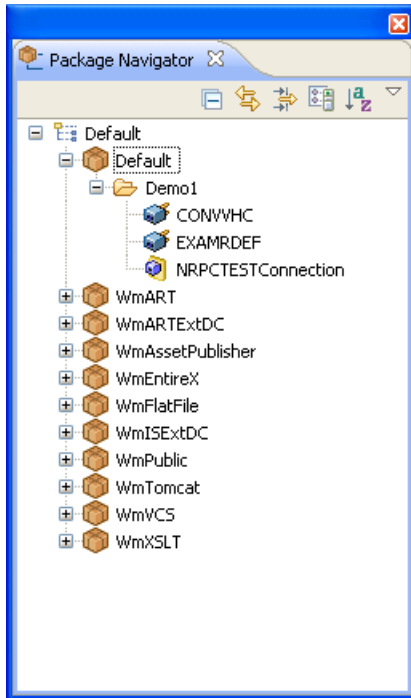 Package Navigator
Default
Default
Demo1
CONVVHC
EXAMRDEF
NRPCTESTConnection
WmART
WmARTExtDC
WmAssetPublisher
WmEntireX
WmFlatFile
WmISExtDC
WmPublic
WmTomcat
WmVCS
WmXSLT